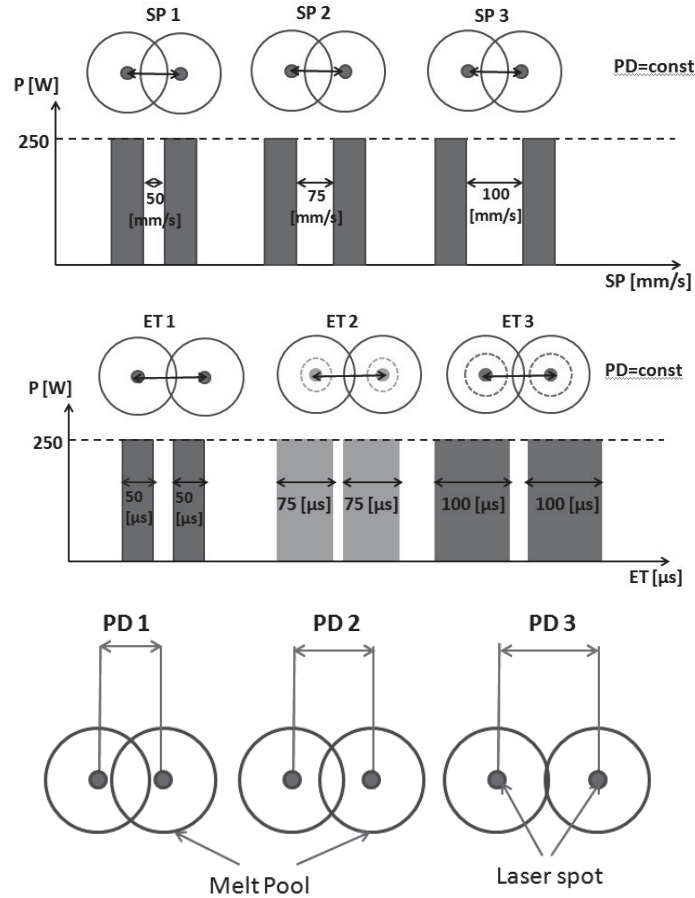 SP 1
SP 2
SP 3
P [W]
PD=const
250
50
[mm/s]
75
[mm/s]
100
[mm/s]
SP [mm/s]
ET 1
ET 2
ET 3
P [W]
PD=const
250
50
[µs]
50
[µs]
75 [µs]
75 [µs]
100 [µs]
100 [µs]
ET [µs]
PD 1
PD 2
PD 3
Melt Pool
Laser spot